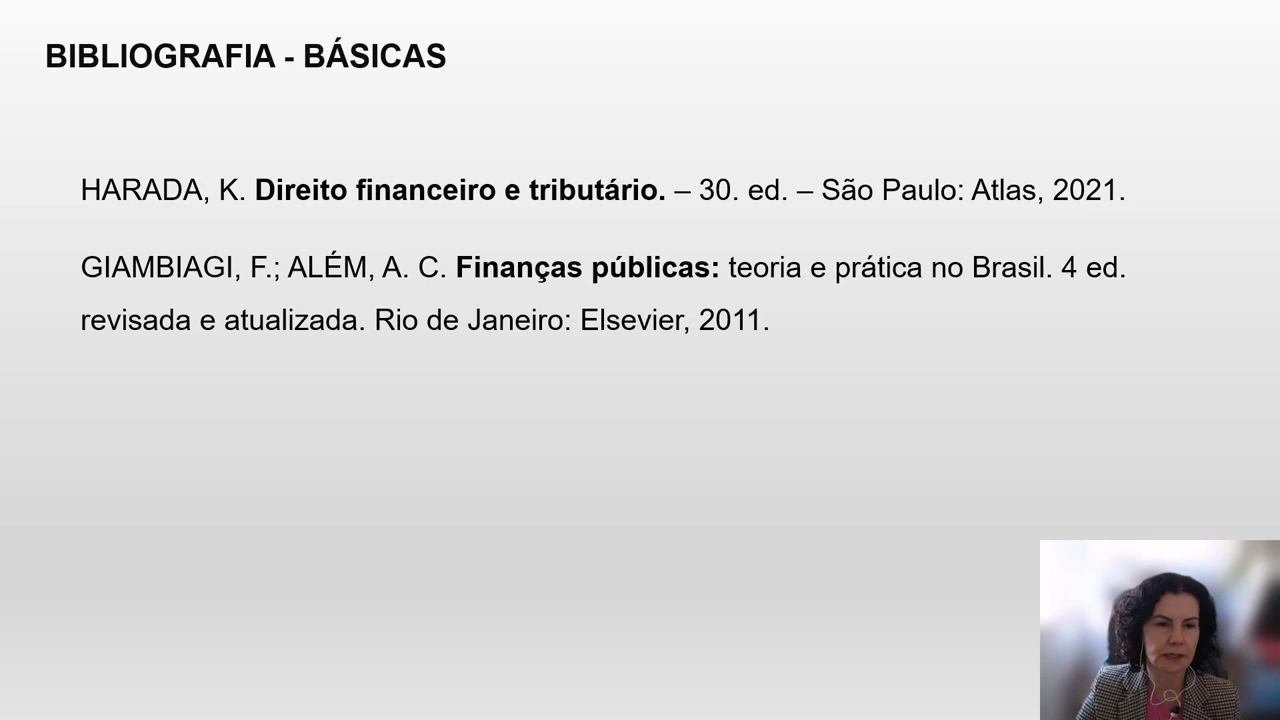 BIBLIOGRAFIA - BÁSICAS
HARADA, K. Direito financeiro e tributário. – 30. ed. – São Paulo: Atlas, 2021.
GIAMBIAGI, F.; ALÉM, A. C. Finanças públicas: teoria e prática no Brasil. 4 ed.
revisada e atualizada. Rio de Janeiro: Elsevier, 2011.